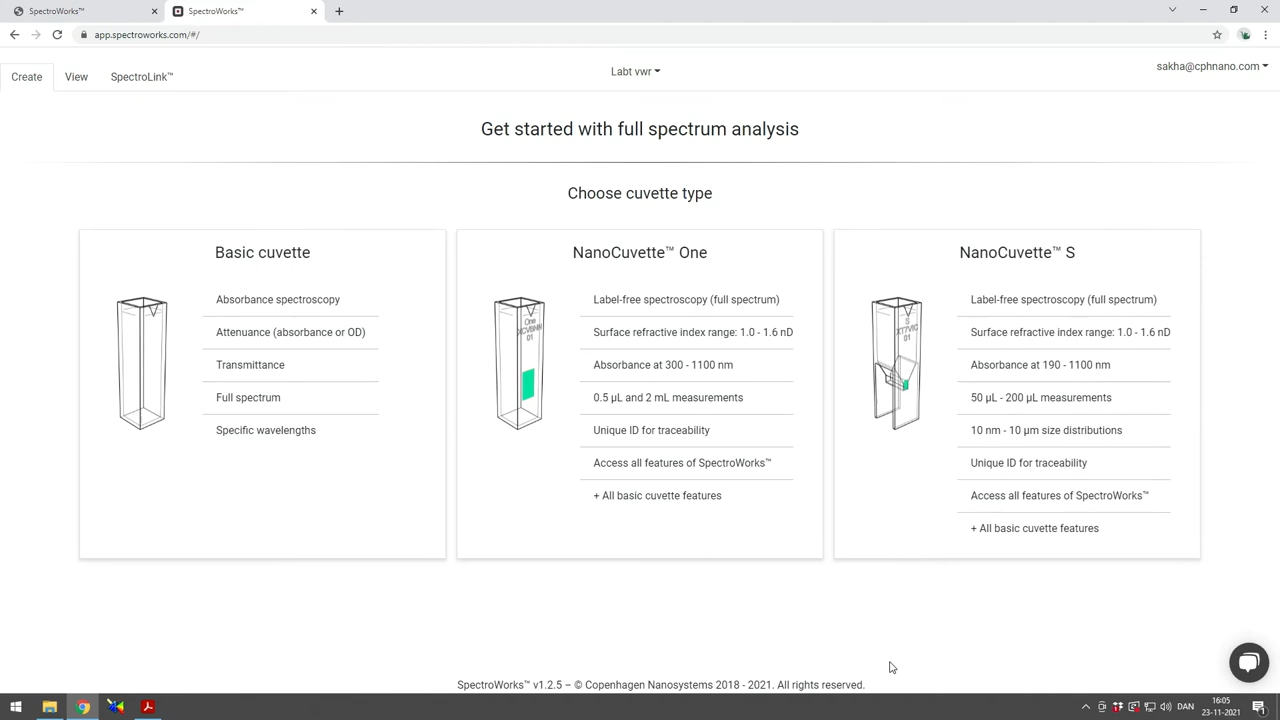 SpectroWorks™
SpectroWorks™
app.spectroworks.com/#/
Create
View
SpectroLink™
Labt vwr
sakha@cphnano.com
Get started with full spectrum analysis
Choose cuvette type
Basic cuvette
Absorbance spectroscopy
Attenuance (absorbance or OD)
Transmittance
Full spectrum
Specific wavelengths
NanoCuvette™ One
One
XCVBNN
01
Label-free spectroscopy (full spectrum)
Surface refractive index range: 1.0 - 1.6 nD
Absorbance at 300 - 1100 nm
0.5 µL and 2 mL measurements
Unique ID for traceability
Access all features of SpectroWorks™
+ All basic cuvette features
NanoCuvette™ S
S
01
Label-free spectroscopy (full spectrum)
Surface refractive index range: 1.0 - 1.6 nD
Absorbance at 190 - 1100 nm
50 µL - 200 µL measurements
10 nm - 10 µm size distributions
Unique ID for traceability
Access all features of SpectroWorks™
+ All basic cuvette features
SpectroWorks™ v1.2.5 – © Copenhagen Nanosystems 2018 - 2021. All rights reserved.
DAN
16:05
23-11-2021
1